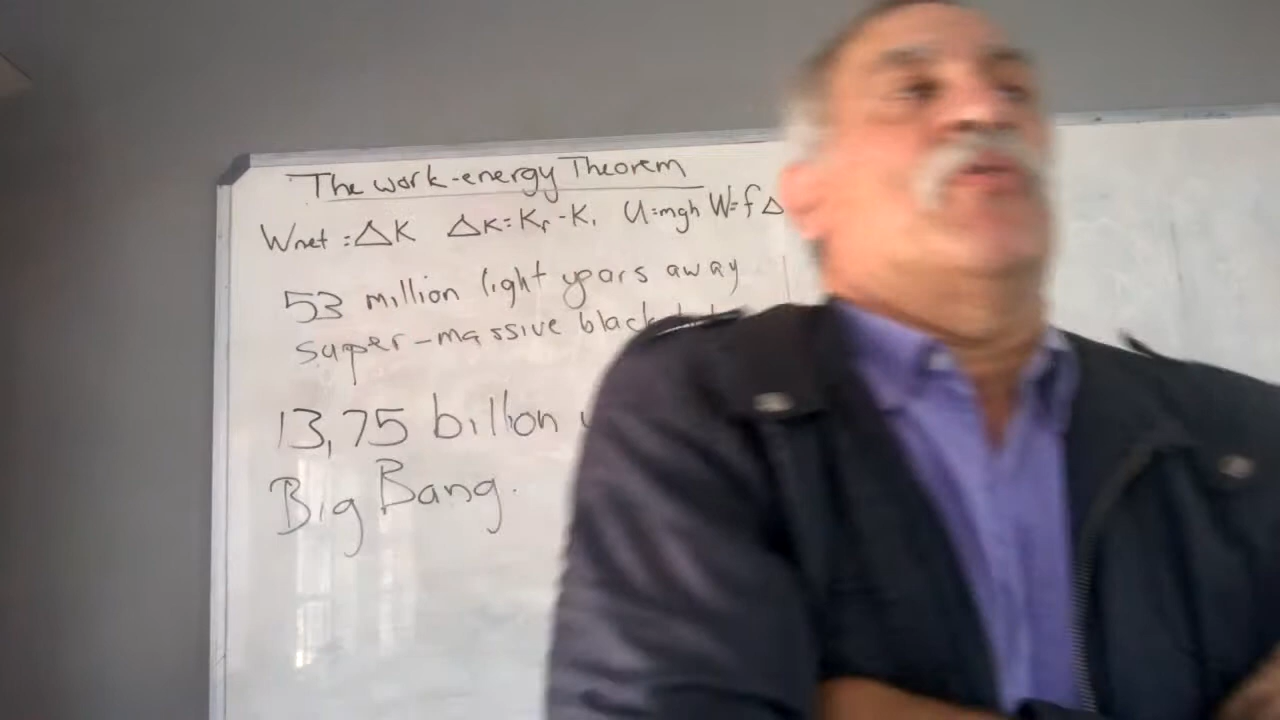 The work-energy Theorem
Wnet = ΔK ΔK = Kf - Ki U=mgh W=fΔ
53 million light years away
super-massive black
13,75 billion
Big Bang.